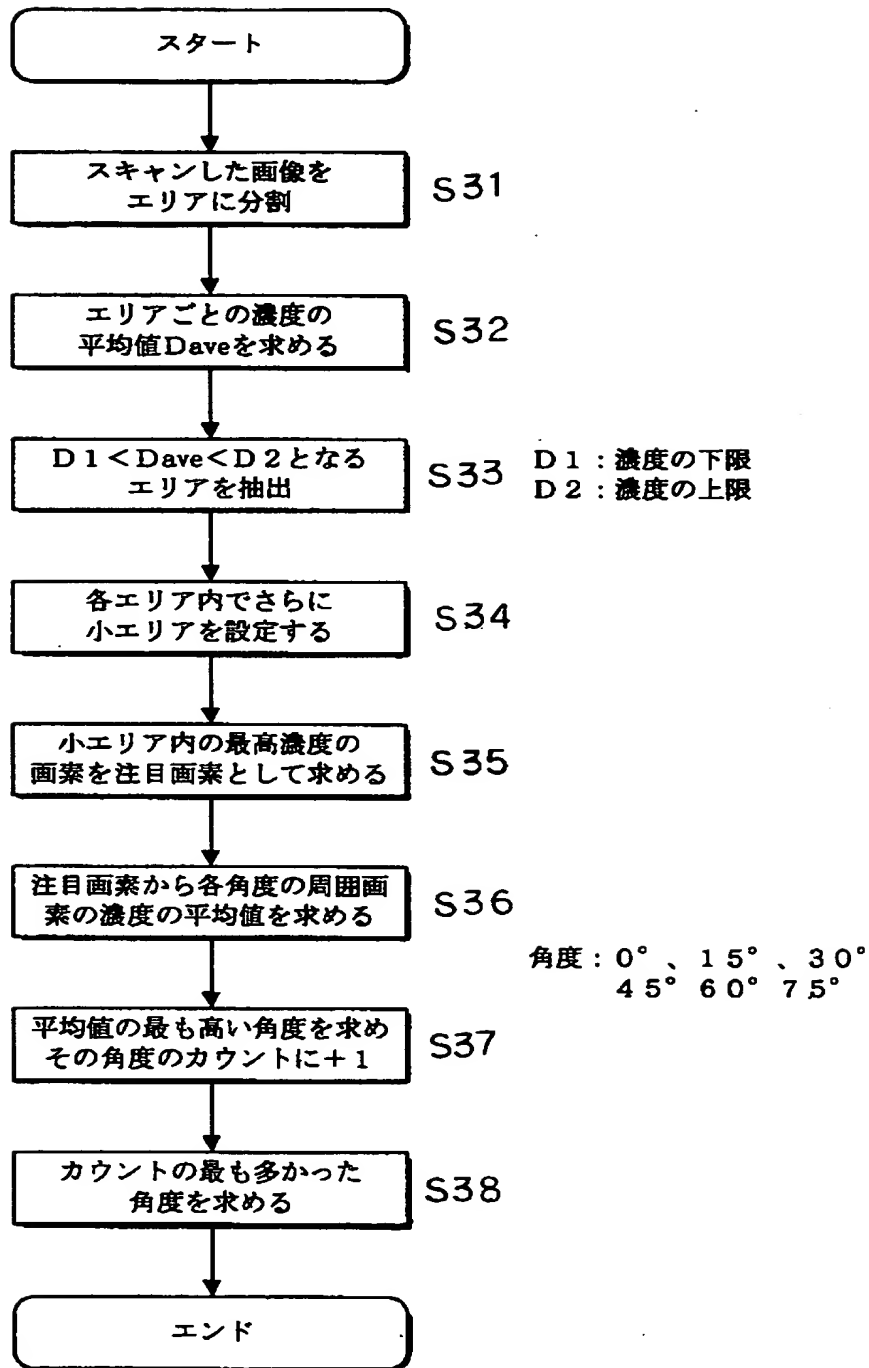 スタート
スキャンした画像を
エリアに分割
S31
エリアごとの濃度の
平均値Daveを求める
S32
D1<Dave<D2となる
エリアを抽出
S33
D1:濃度の下限
D2:濃度の上限
各エリア内でさらに
小エリアを設定する
S34
小エリア内の最高濃度の
画素を注目画素として求める
S35
注目画素から各角度の周囲画
素の濃度の平均値を求める
S36
角度:0°、15°、30°
45° 60° 75°
平均値の最も高い角度を求め
その角度のカウントに+1
S37
カウントの最も多かった
角度を求める
S38
エンド